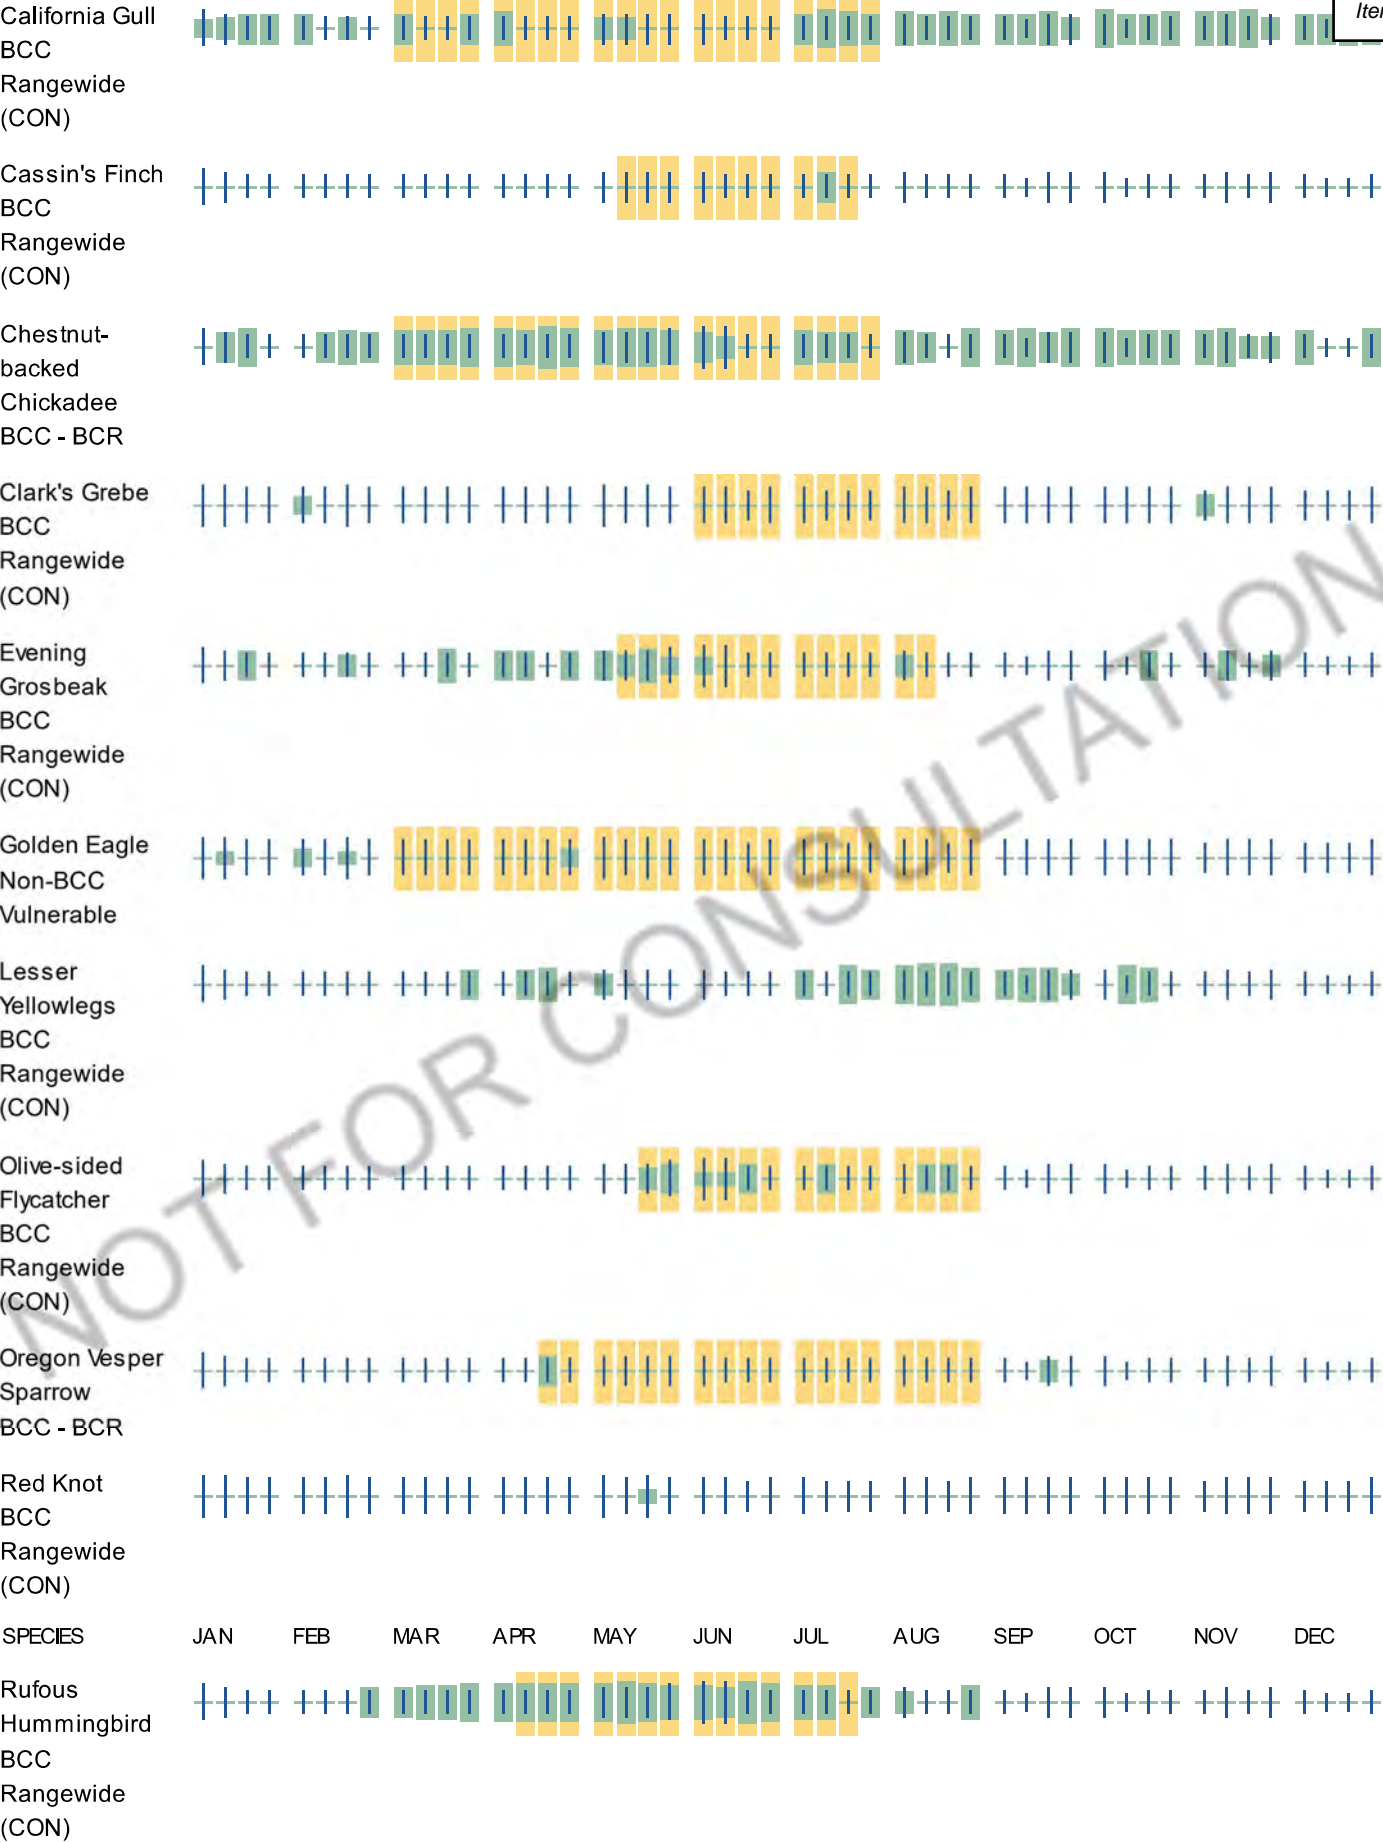 California Gull
BCC
Rangewide
(CON)
Cassin's Finch
BCC
Rangewide
(CON)
Chestnut-
backed
Chickadee
BCC - BCR
Clark's Grebe
BCC
Rangewide
(CON)
Evening
Grosbeak
BCC
Rangewide
(CON)
Golden Eagle
Non-BCC
Vulnerable
Lesser
Yellowlegs
BCC
Rangewide
(CON)
Olive-sided
Flycatcher
BCC
Rangewide
(CON)
Oregon Vesper
Sparrow
BCC - BCR
Red Knot
BCC
Rangewide
(CON)
SPECIES JAN FEB MAR APR MAY JUN JUL AUG SEP OCT NOV DEC
Rufous
Hummingbird
BCC
Rangewide
(CON)
NOT FOR CONSULTATION